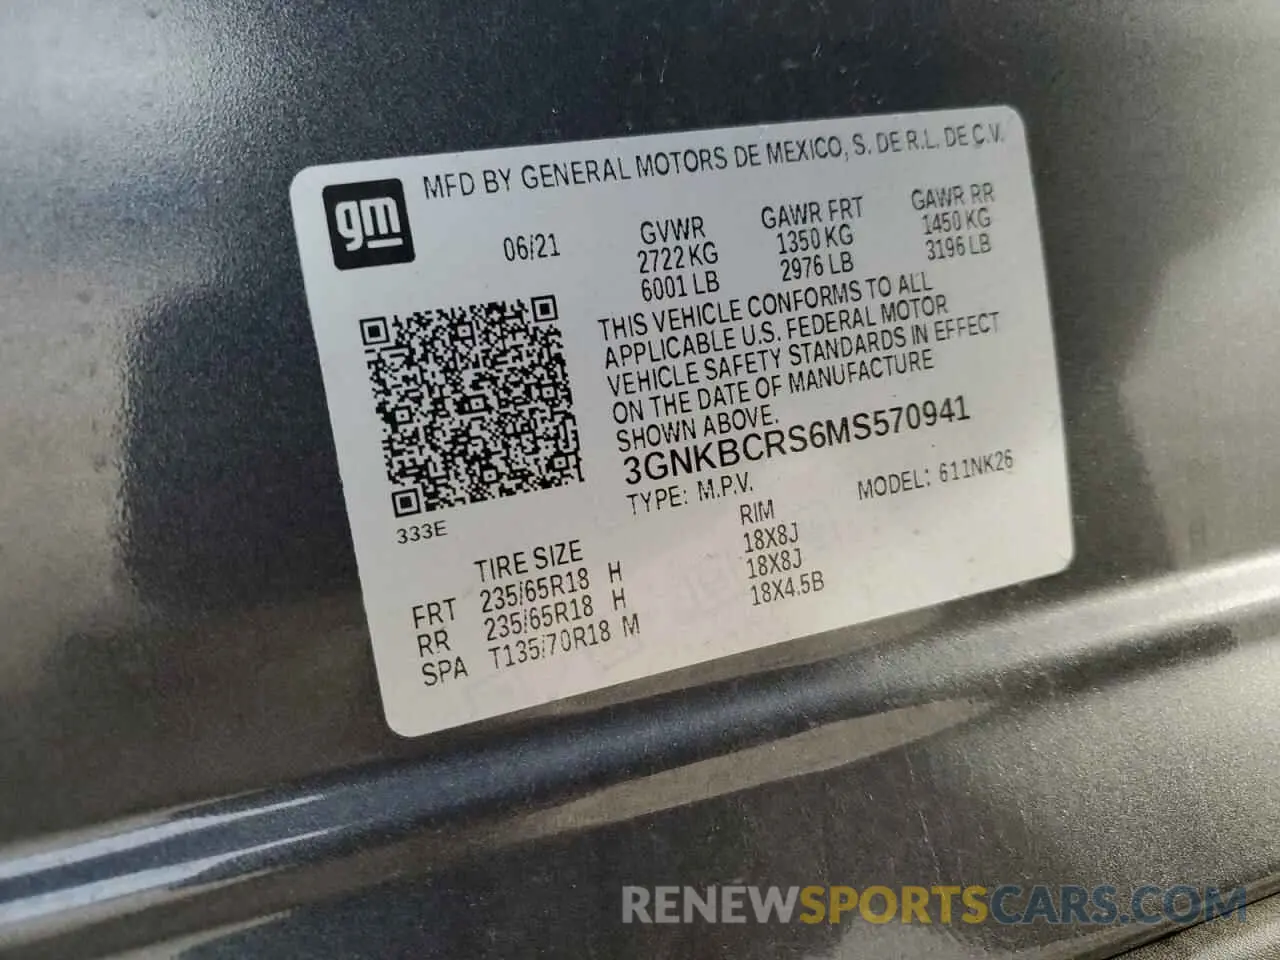 MFD BY GENERAL MOTORS DE MEXICO, S. DE R.L. DE C.V.
gm
06/21
GVWR GAWR FRT GAWR RR
2722 KG 1350 KG 1450 KG
6001 LB 2976 LB 3196 LB
THIS VEHICLE CONFORMS TO ALL
APPLICABLE U.S. FEDERAL MOTOR
VEHICLE SAFETY STANDARDS IN EFFECT
ON THE DATE OF MANUFACTURE
SHOWN ABOVE.
3GNKBCRS6MS570941
TYPE: M.P.V. MODEL: 611NK26
333E
TIRE SIZE RIM
FRT 235/65R18 H 18X8J
RR 235/65R18 H 18X8J
SPA T135/70R18 M 18X4.5B
RENEWSPORTSCARS.COM